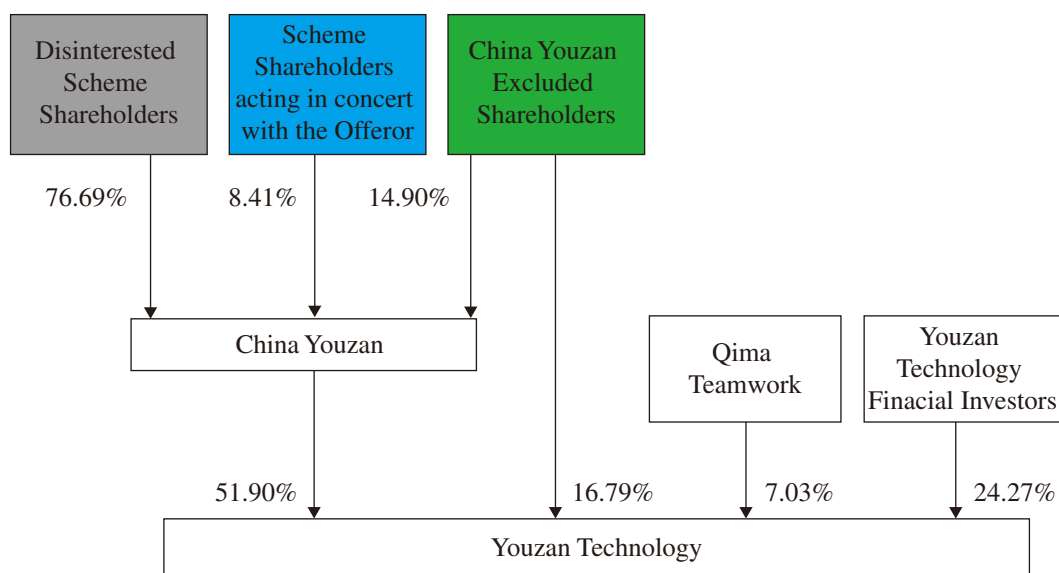 Disinterested
Scheme
Shareholders
Scheme
Shareholders
acting in concert
with the Offeror
China Youzan
Excluded
Shareholders
76.69%
8.41%
14.90%
China Youzan
Qima
Teamwork
Youzan
Technology
Finacial Investors
51.90%
16.79%
7.03%
24.27%
Youzan Technology